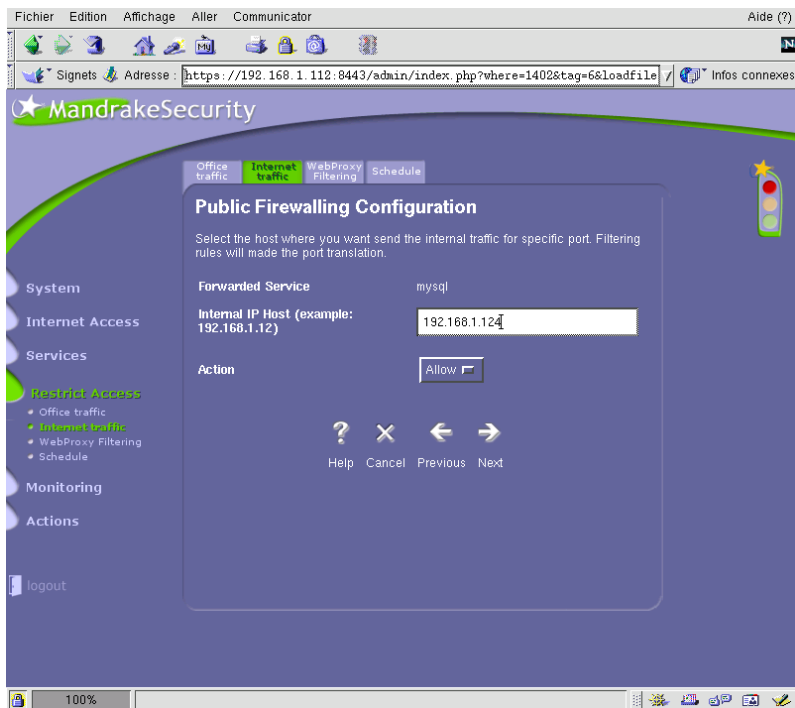 Fichier Edition Affichage Aller Communicator Aide (?)
My
N
Signets Adresse : https://192.168.1.112:8443/admin/index.php?where=1402&tag=6&loadfile Infos connexes
MandrakeSecurity
Office traffic Internet traffic WebProxy Filtering Schedule
Public Firewalling Configuration
Select the host where you want send the internal traffic for specific port. Filtering
rules will made the port translation.
Forwarded Service mysql
Internal IP Host (example:
192.168.1.12) 192.168.1.124
Action Allow
Help Cancel Previous Next
System
Internet Access
Services
Restrict Access
Office traffic
Internet traffic
WebProxy Filtering
Schedule
Monitoring
Actions
logout
100%